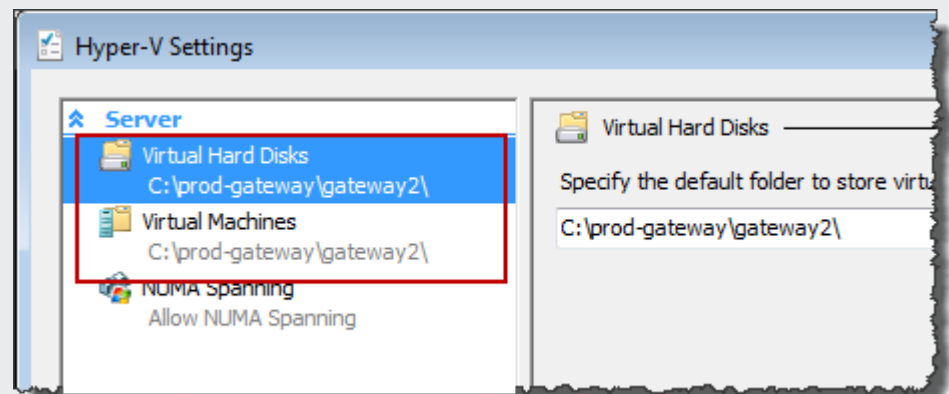 Hyper-V Settings
Server
Virtual Hard Disks
C:\prod-gateway\gateway2\
Virtual Machines
C:\prod-gateway\gateway2\
NUMA Spanning
Allow NUMA Spanning
Virtual Hard Disks
Specify the default folder to store
C:\prod-gateway\gateway2\